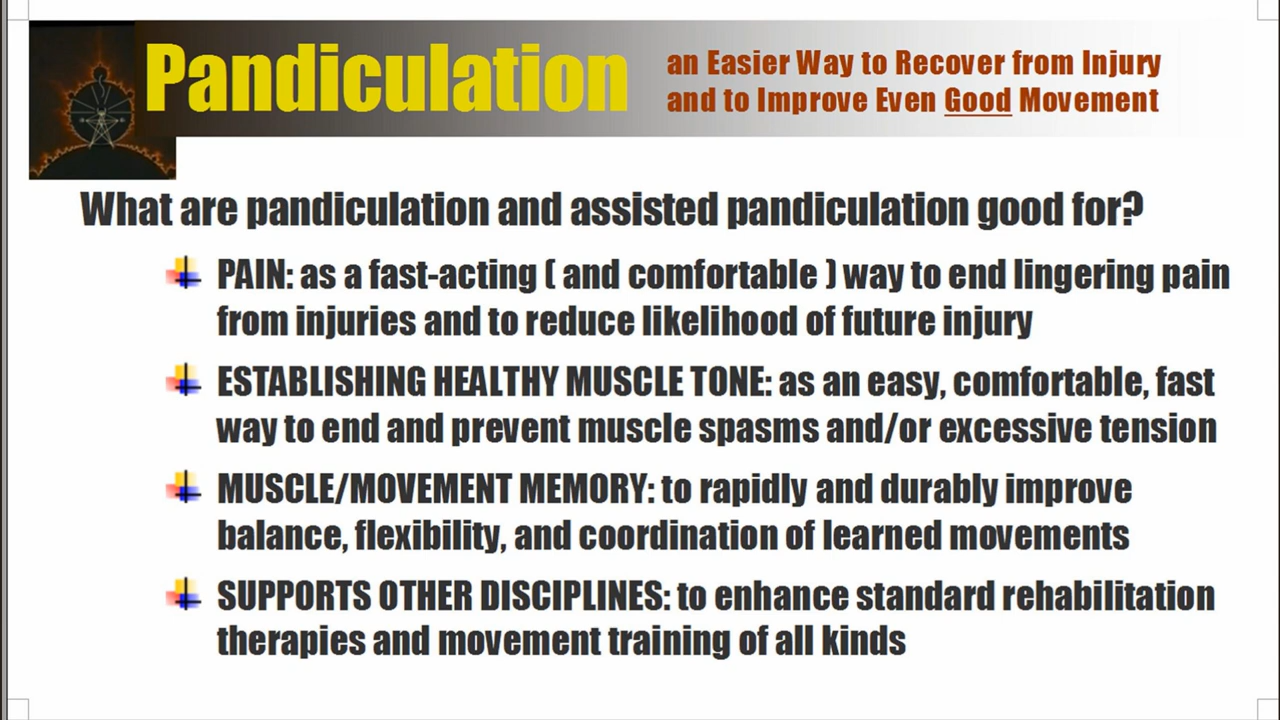 Pandiculation
an Easier Way to Recover from Injury
and to Improve Even Good Movement
What are pandiculation and assisted pandiculation good for?
PAIN: as a fast-acting ( and comfortable ) way to end lingering pain
from injuries and to reduce likelihood of future injury
ESTABLISHING HEALTHY MUSCLE TONE: as an easy, comfortable, fast
way to end and prevent muscle spasms and/or excessive tension
MUSCLE/MOVEMENT MEMORY: to rapidly and durably improve
balance, flexibility, and coordination of learned movements
SUPPORTS OTHER DISCIPLINES: to enhance standard rehabilitation
therapies and movement training of all kinds